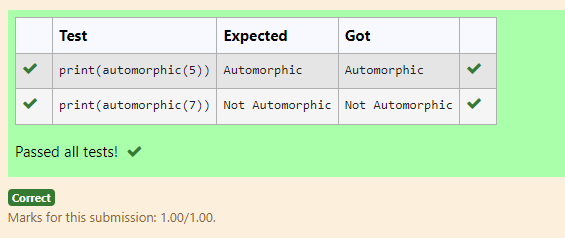 Test Expected Got
print(automorphic(5)) Automorphic Automorphic
print(automorphic(7)) Not Automorphic Not Automorphic
Passed all tests!
Correct
Marks for this submission: 1.00/1.00.